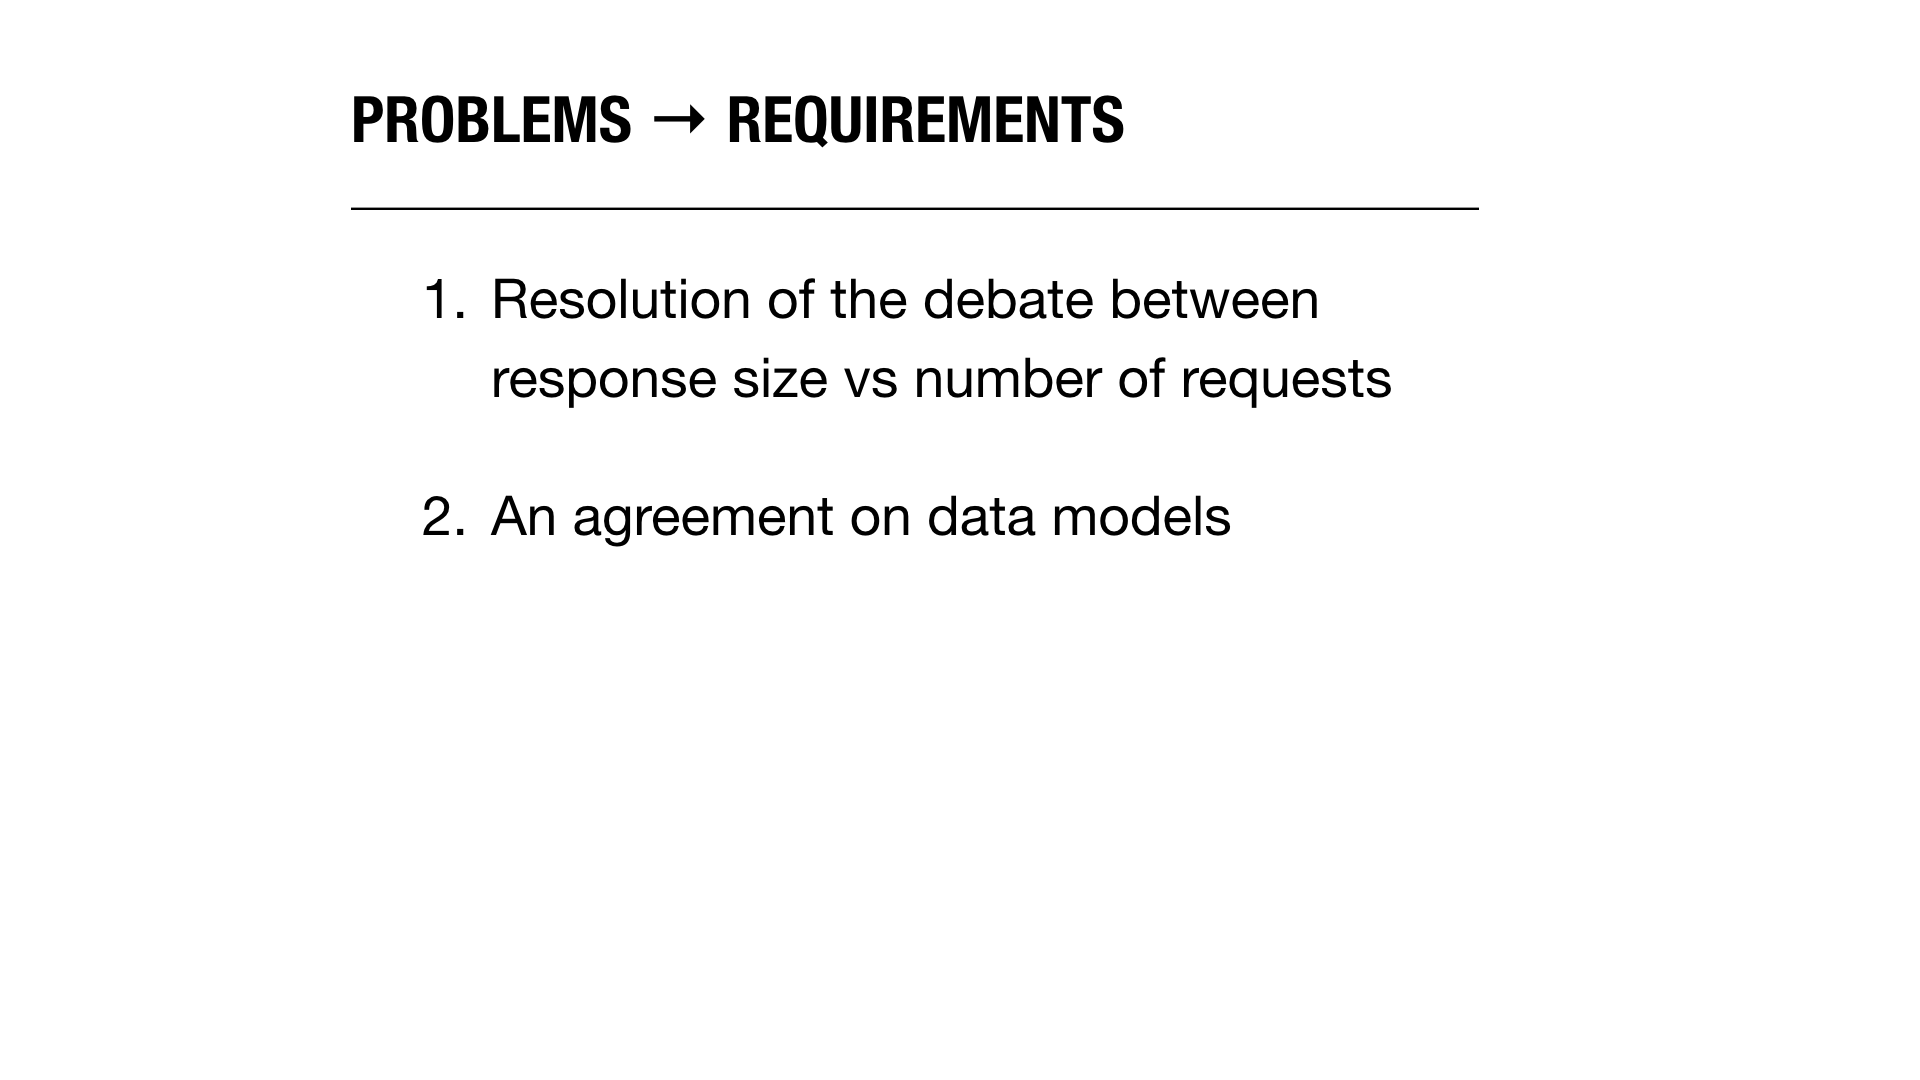 PROBLEMS → REQUIREMENTS
1. Resolution of the debate between
response size vs number of requests
2. An agreement on data models